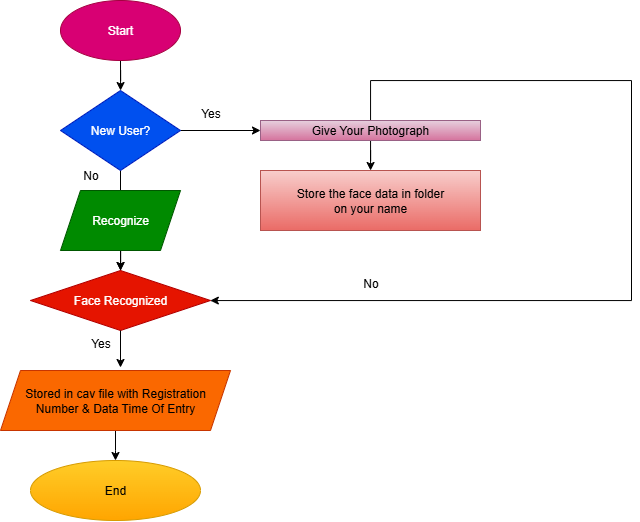 Start
New User?
Yes
Give Your Photograph
No
Store the face data in folder
on your name
Recognize
No
Face Recognized
Yes
Stored in cav file with Registration
Number & Data Time Of Entry
End